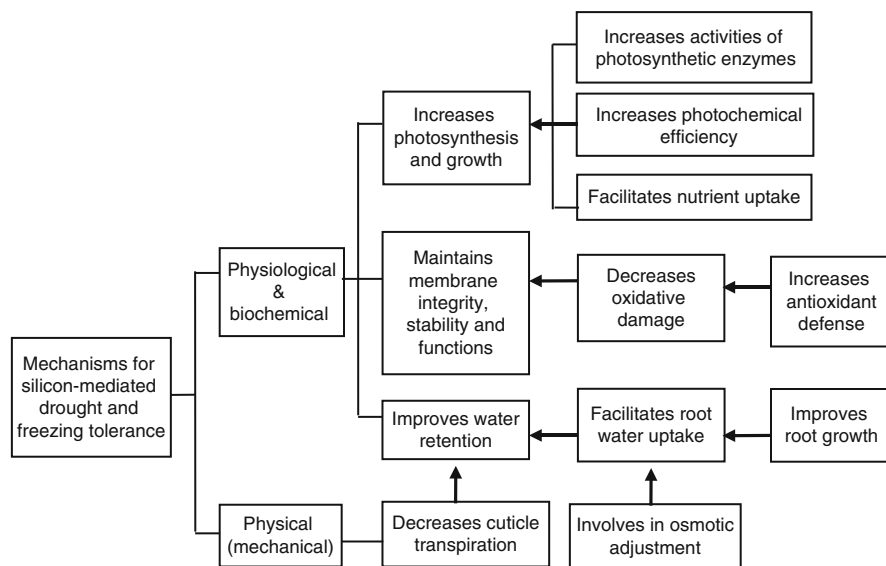 Increases activities of
photosynthetic enzymes
Increases
photosynthesis
and growth
Increases photochemical
efficiency
Facilitates nutrient uptake
Physiological
&
biochemical
Maintains
membrane
integrity,
stability and
functions
Decreases
oxidative
damage
Increases
antioxidant
defense
Mechanisms for
silicon-mediated
drought and
freezing tolerance
Improves water
retention
Facilitates root
water uptake
Improves
root growth
Physical
(mechanical)
Decreases cuticle
transpiration
Involves in osmotic
adjustment